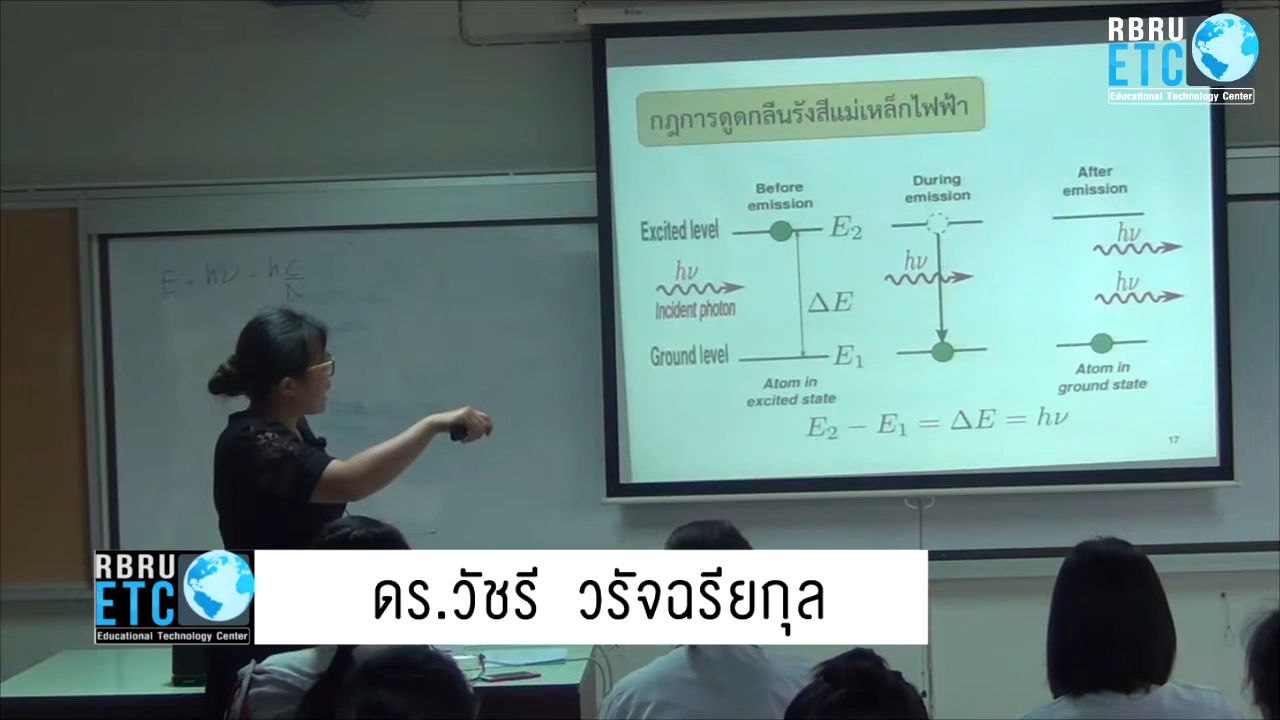 RBRU
ETC
Educational Technology Center
กฎการดูดกลืนรังสีแม่เหล็กไฟฟ้า
Before
emission
During
emission
After
emission
Excited level
E₂
hν
Incident photon
ΔE
hν
hν
hν
Ground level
E₁
Atom in
excited state
Atom in
ground state
E₂ − E₁ = ΔE = hν
17
E = hν = h c/λ
RBRU
ETC
Educational Technology Center
ดร.วัชรี วรัจฉรียกุล